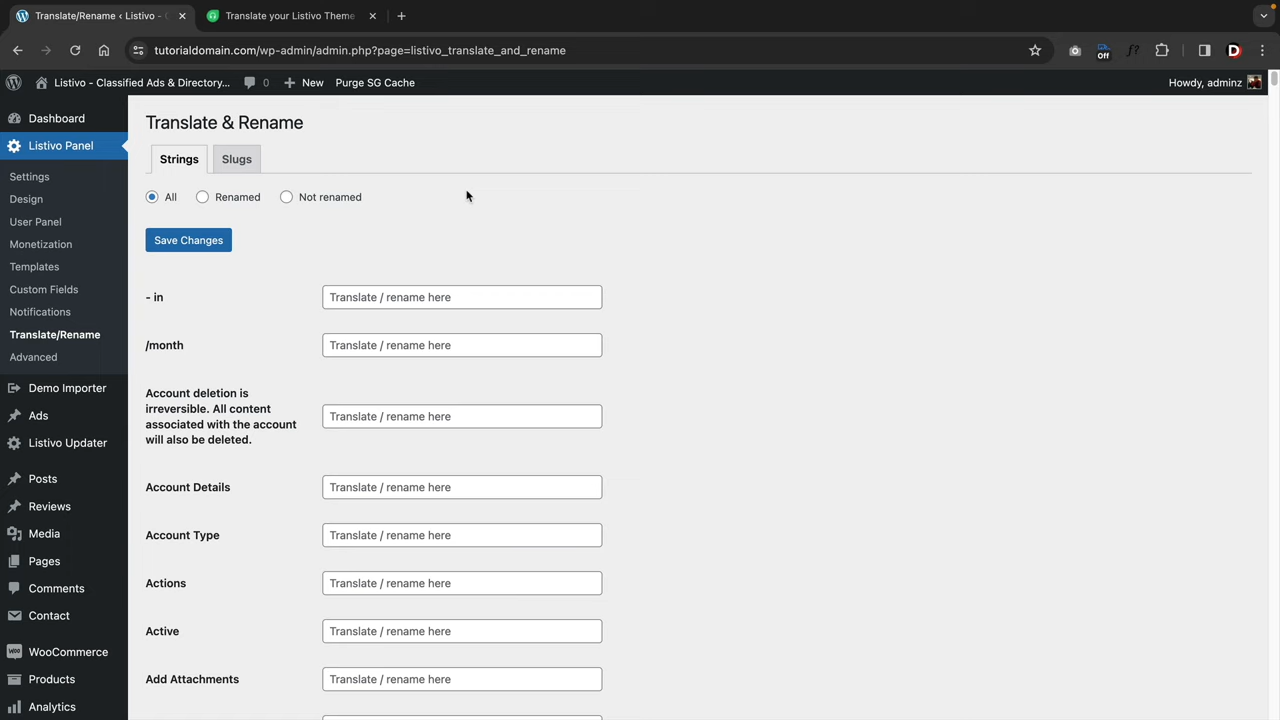 Translate/Rename ‹ Listivo - C
Translate your Listivo Theme
tutorialdomain.com/wp-admin/admin.php?page=listivo_translate_and_rename
Off
f?
D
Listivo - Classified Ads & Directory...
0
New
Purge SG Cache
Howdy, adminz
Dashboard
Listivo Panel
Settings
Design
User Panel
Monetization
Templates
Custom Fields
Notifications
Translate/Rename
Advanced
Demo Importer
Ads
Listivo Updater
Posts
Reviews
Media
Pages
Comments
Contact
WooCommerce
Products
Analytics
Translate & Rename
Strings
Slugs
All
Renamed
Not renamed
Save Changes
- in
Translate / rename here
/month
Translate / rename here
Account deletion is
irreversible. All content
associated with the account
will also be deleted.
Translate / rename here
Account Details
Translate / rename here
Account Type
Translate / rename here
Actions
Translate / rename here
Active
Translate / rename here
Add Attachments
Translate / rename here